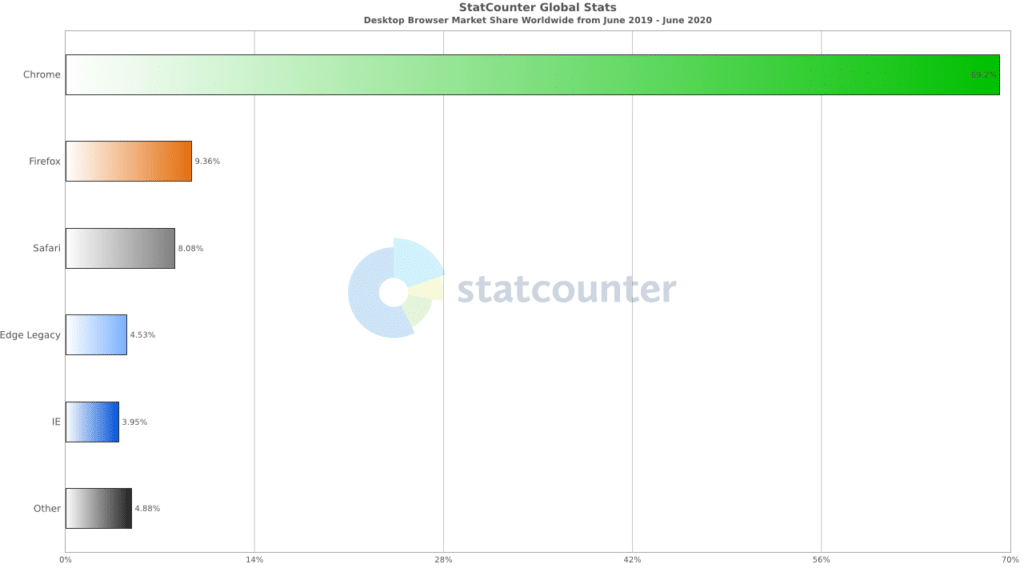 StatCounter Global Stats
Desktop Browser Market Share Worldwide from June 2019 - June 2020
Chrome 69.2%
Firefox 9.36%
Safari 8.08%
statcounter
Edge Legacy 4.53%
IE 3.95%
Other 4.88%
0% 14% 28% 42% 56% 70%